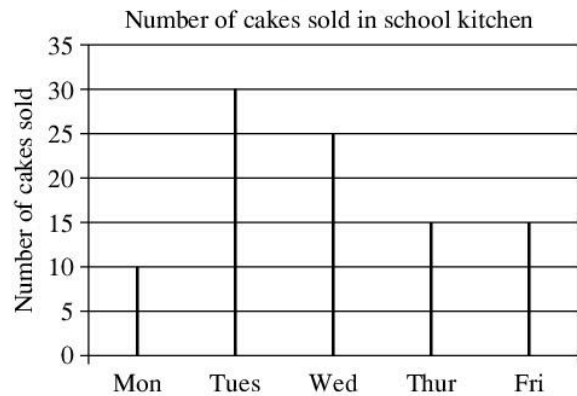 Number of cakes sold in school kitchen
Number of cakes sold
35
30
25
20
15
10
5
0
Mon Tues Wed Thur Fri